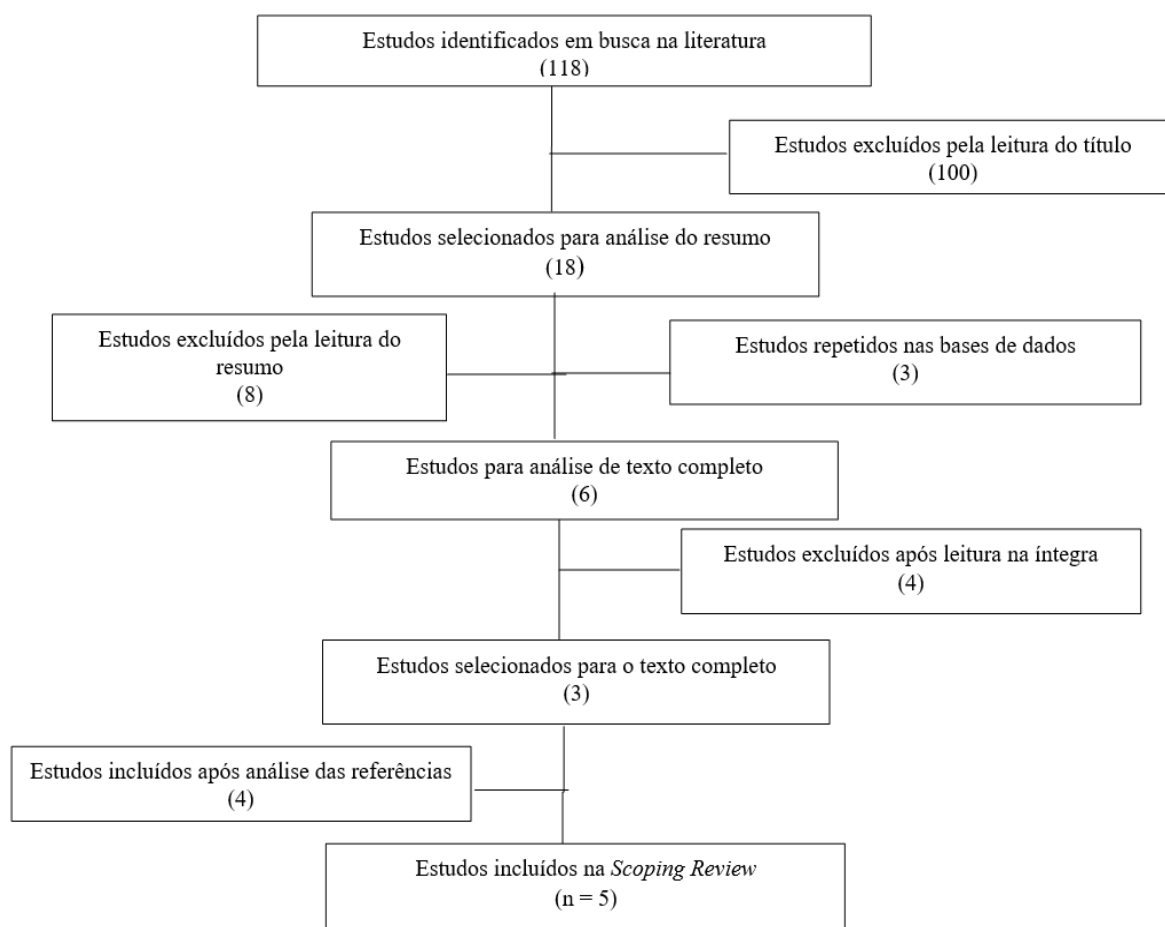 Estudos identificados em busca na literatura
(118)
Estudos excluídos pela leitura do título
(100)
Estudos selecionados para análise do resumo
(18)
Estudos excluídos pela leitura do
resumo
(8)
Estudos repetidos nas bases de dados
(3)
Estudos para análise de texto completo
(6)
Estudos excluídos após leitura na íntegra
(4)
Estudos selecionados para o texto completo
(3)
Estudos incluídos após análise das referências
(4)
Estudos incluídos na Scoping Review
(n = 5)